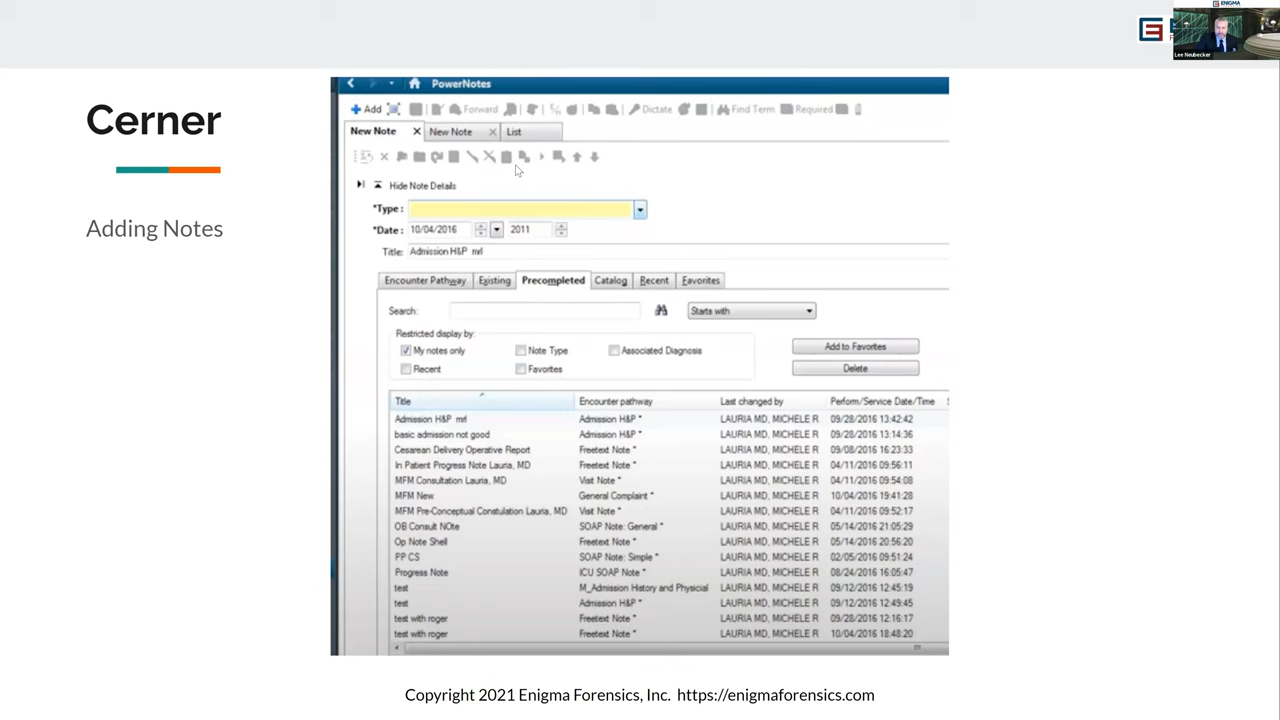 ENIGMA
Lee Neubecker
Cerner
Adding Notes
PowerNotes
Add Forward Dictate Find Term Required
New Note New Note List
Hide Note Details
*Type :
*Date : 10/04/2016 2011
Title: Admission H&P mrl
Encounter Pathway Existing Precompleted Catalog Recent Favorites
Search: Starts with
Restricted display by:
My notes only Note Type Associated Diagnosis
Recent Favorites
Add to Favorites
Delete
Title Encounter pathway Last changed by Perform/Service Date/Time
Admission H&P mrl Admission H&P * LAURIA MD, MICHELE R 09/28/2016 13:42:42
basic admission not good Admission H&P * LAURIA MD, MICHELE R 09/28/2016 13:14:36
Cesarean Delivery Operative Report Freetext Note * LAURIA MD, MICHELE R 09/08/2016 16:23:33
In Patient Progress Note Lauria, MD Freetext Note * LAURIA MD, MICHELE R 04/11/2016 09:56:11
MFM Consultation Lauria, MD Visit Note * LAURIA MD, MICHELE R 04/11/2016 09:54:08
MFM New General Complaint * LAURIA MD, MICHELE R 10/04/2016 19:41:28
MFM Pre-Conceptual Constulation Lauria, MD Visit Note * LAURIA MD, MICHELE R 04/11/2016 09:52:17
OB Consult NOte SOAP Note: General * LAURIA MD, MICHELE R 05/14/2016 21:05:29
Op Note Shell Freetext Note * LAURIA MD, MICHELE R 05/14/2016 20:56:20
PP CS SOAP Note: Simple * LAURIA MD, MICHELE R 02/05/2016 09:51:24
Progress Note ICU SOAP Note * LAURIA MD, MICHELE R 08/24/2016 16:05:47
test M_Admission History and Physicial LAURIA MD, MICHELE R 09/12/2016 12:45:19
test Admission H&P * LAURIA MD, MICHELE R 09/12/2016 12:49:45
test with roger Freetext Note * LAURIA MD, MICHELE R 09/28/2016 12:16:17
test with roger Freetext Note * LAURIA MD, MICHELE R 10/04/2016 18:48:20
Copyright 2021 Enigma Forensics, Inc. https://enigmaforensics.com